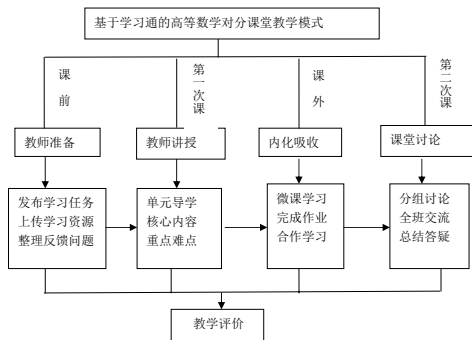 基于学习通的高等数学对分课堂教学模式
课前
第一次课
课外
第二次课
教师准备
教师讲授
内化吸收
课堂讨论
发布学习任务
上传学习资源
整理反馈问题
单元导学
核心内容
重点难点
微课学习
完成作业
合作学习
分组讨论
全班交流
总结答疑
教学评价